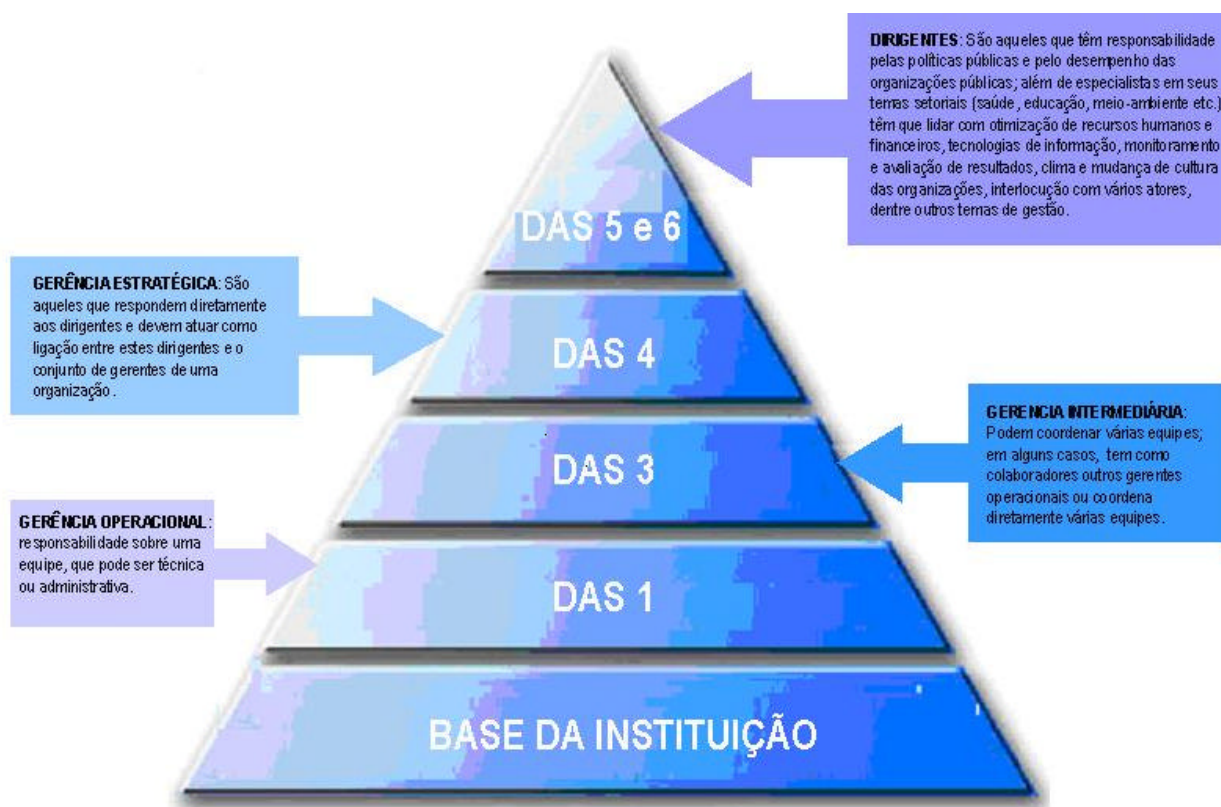 DIRIGENTES: São aqueles que têm responsabilidade
pelas políticas públicas e pelo desempenho das
organizações públicas; além de especialistas em seus
temas setoriais (saúde, educação, meio-ambiente etc.)
têm que lidar com otimização de recursos humanos e
financeiros, tecnologias de informação, monitoramento
e avaliação de resultados, clima e mudança de cultura
das organizações, interlocução com vários atores,
dentre outros temas de gestão.
DAS 5 e 6
GERÊNCIA ESTRATÉGICA: São
aqueles que respondem diretamente
aos dirigentes e devem atuar como
ligação entre estes dirigentes e o
conjunto de gerentes de uma
organização.
DAS 4
GERENCIA INTERMEDIÁRIA:
Podem coordenar várias equipes;
em alguns casos, tem como
colaboradores outros gerentes
operacionais ou coordena
diretamente várias equipes.
DAS 3
GERÊNCIA OPERACIONAL:
responsabilidade sobre uma
equipe, que pode ser técnica
ou administrativa.
DAS 1
BASE DA INSTITUIÇÃO